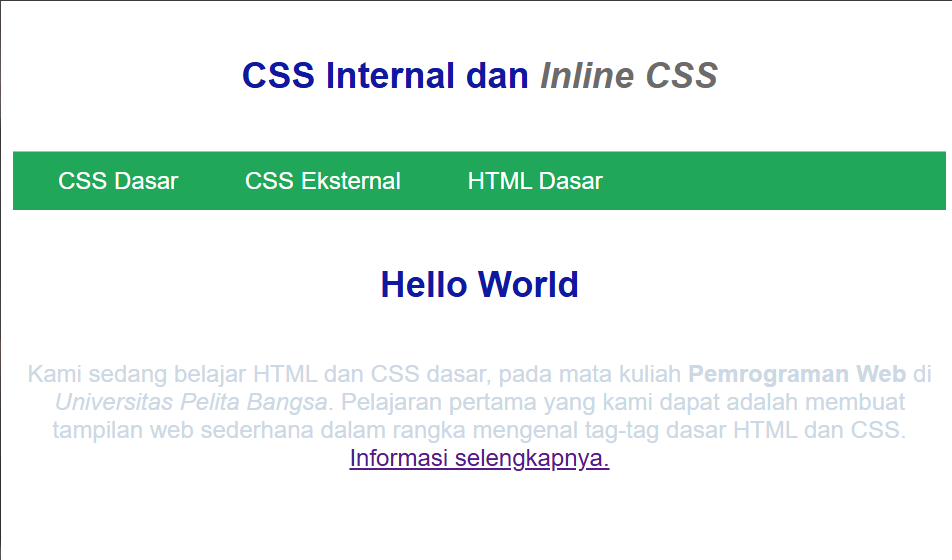 CSS Internal dan Inline CSS
CSS Dasar CSS Eksternal HTML Dasar
Hello World
Kami sedang belajar HTML dan CSS dasar, pada mata kuliah Pemrograman Web di
Universitas Pelita Bangsa. Pelajaran pertama yang kami dapat adalah membuat
tampilan web sederhana dalam rangka mengenal tag-tag dasar HTML dan CSS.
Informasi selengkapnya.